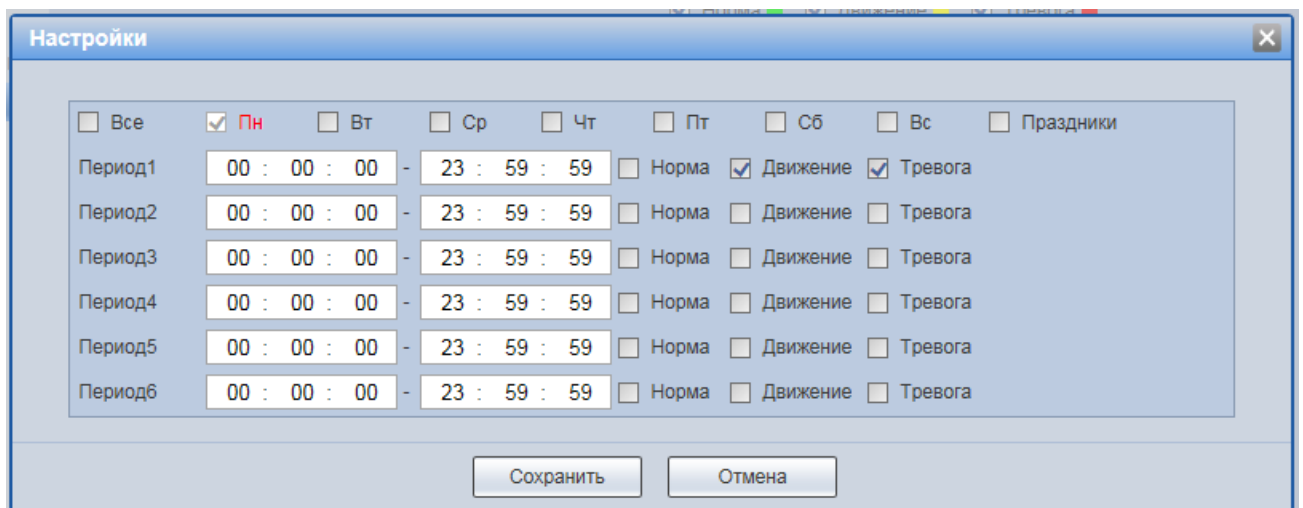 Норма Движение Тревога
Настройки
Все Пн Вт Ср Чт Пт Сб Вс Праздники
Период1 00 : 00 : 00 - 23 : 59 : 59 Норма Движение Тревога
Период2 00 : 00 : 00 - 23 : 59 : 59 Норма Движение Тревога
Период3 00 : 00 : 00 - 23 : 59 : 59 Норма Движение Тревога
Период4 00 : 00 : 00 - 23 : 59 : 59 Норма Движение Тревога
Период5 00 : 00 : 00 - 23 : 59 : 59 Норма Движение Тревога
Период6 00 : 00 : 00 - 23 : 59 : 59 Норма Движение Тревога
Сохранить Отмена